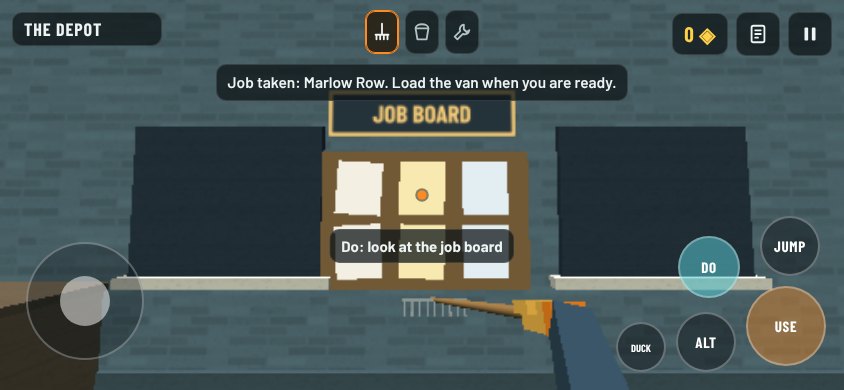 THE DEPOT
0
Job taken: Marlow Row. Load the van when you are ready.
JOB BOARD
Do: look at the job board
JUMP
DO
USE
ALT
DUCK